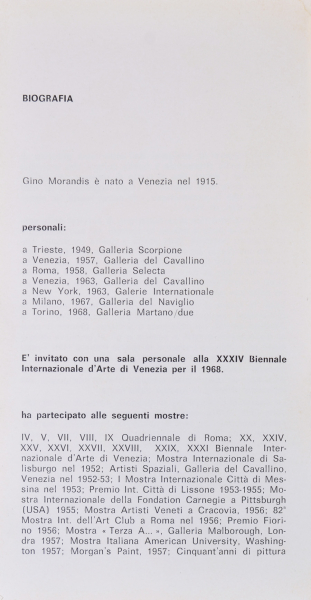 BIOGRAFIA
Gino Morandis è nato a Venezia nel 1915.
personali:
a Trieste, 1949, Galleria Scorpione
a Venezia, 1957, Galleria del Cavallino
a Roma, 1958, Galleria Selecta
a Venezia, 1963, Galleria del Cavallino
a New York, 1963, Galerie Internationale
a Milano, 1967, Galleria del Naviglio
a Torino, 1968, Galleria Martano/due
E' invitato con una sala personale alla XXXIV Biennale
Internazionale d'Arte di Venezia per il 1968.
ha partecipato alle seguenti mostre:
IV, V, VII, VIII, IX Quadriennale di Roma; XX, XXIV,
XXV, XXVI, XXVII, XXVIII, XXIX, XXXI Biennale Inter-
nazionale d'Arte di Venezia; Mostra Internazionale di Sa-
lisburgo nel 1952; Artisti Spaziali, Galleria del Cavallino,
Venezia nel 1952-53; I Mostra Internazionale Città di Mes-
sina nel 1953; Premio Int. Città di Lissone 1953-1955; Mo-
stra Internazionale della Fondation Carnegie a Pittsburgh
(USA) 1955; Mostra Artisti Veneti a Cracovia, 1956; 82°
Mostra Int. dell'Art Club a Roma nel 1956; Premio Fiori-
no 1956; Mostra « Terza A... », Galleria Malborough, Lon-
dra 1957; Mostra Italiana American University, Washing-
ton 1957; Morgan's Paint, 1957; Cinquant'anni di pittura